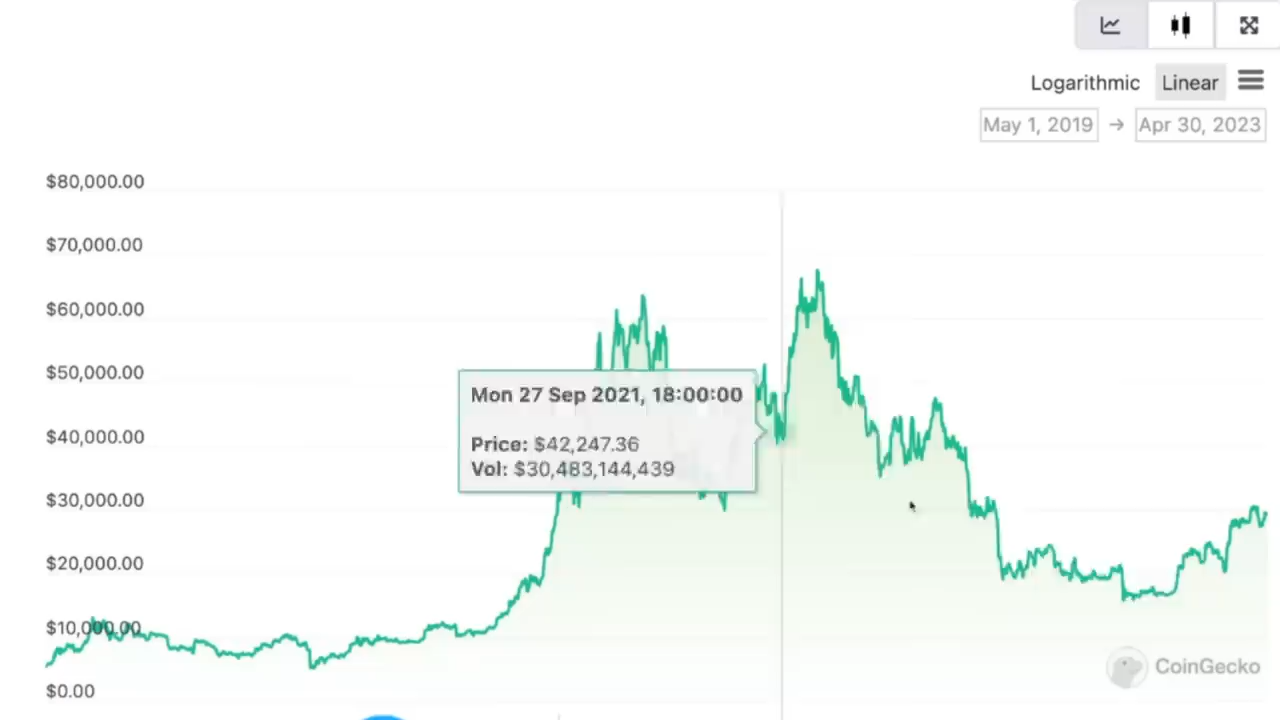 Logarithmic Linear
May 1, 2019 → Apr 30, 2023
$80,000.00
$70,000.00
$60,000.00
$50,000.00
$40,000.00
$30,000.00
$20,000.00
$10,000.00
$0.00
Mon 27 Sep 2021, 18:00:00
Price: $42,247.36
Vol: $30,483,144,439
CoinGecko